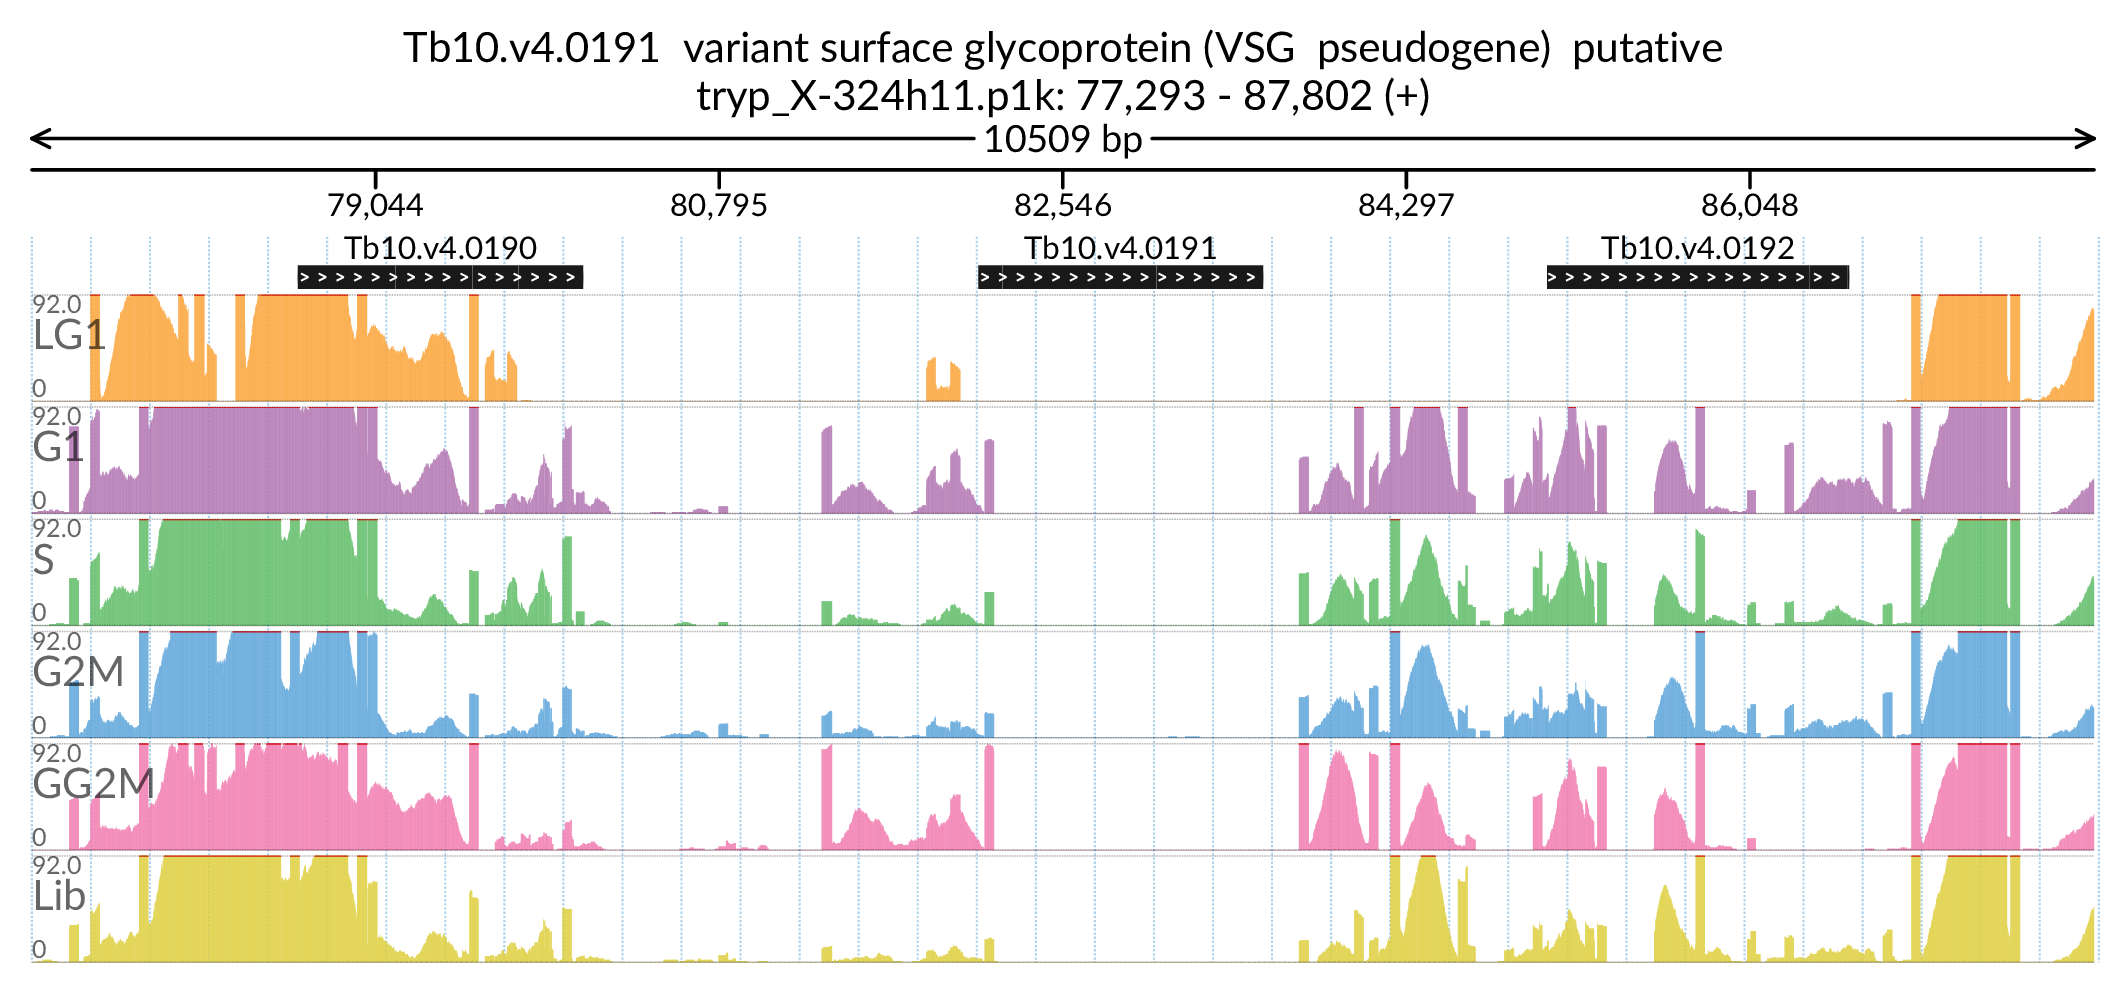 Tb10.v4.0191  variant surface glycoprotein (VSG  pseudogene)  putative
tryp_X-324h11.p1k: 77,293 - 87,802 (+)
10509 bp
79,044 80,795 82,546 84,297 86,048
Tb10.v4.0190 Tb10.v4.0191 Tb10.v4.0192
92.0
LG1
0
92.0
G1
0
92.0
S
0
92.0
G2M
0
92.0
GG2M
0
92.0
Lib
0